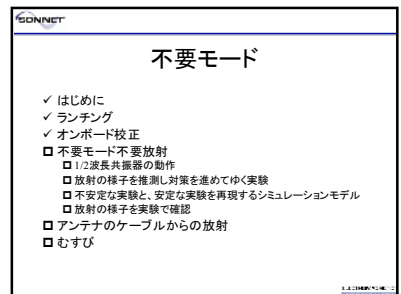 SONNET
不要モード
✓ はじめに
✓ ランチング
✓ オンボード校正
□ 不要モード不要放射
□ 1/2波長共振器の動作
□ 放射の様子を推測し対策を進めてゆく実験
□ 不安定な実験と、安定な実験を再現するシミュレーションモデル
□ 放射の様子を実験で確認
□ アンテナのケーブルからの放射
□ むすび